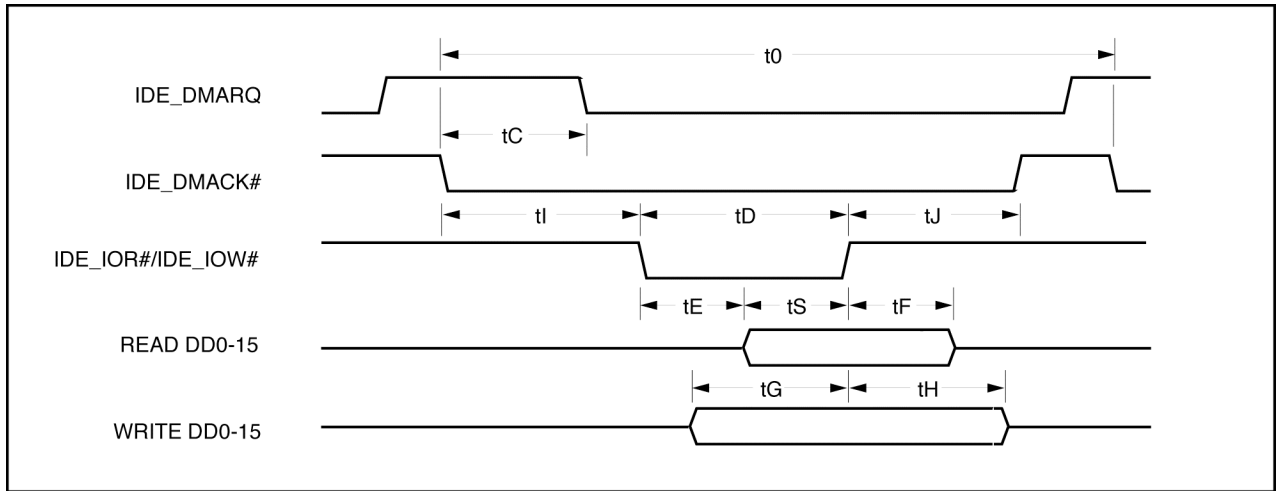 t0
IDE_DMARQ
tC
IDE_DMACK#
tI tD tJ
IDE_IOR#/IDE_IOW#
tE tS tF
READ DD0-15
tG tH
WRITE DD0-15